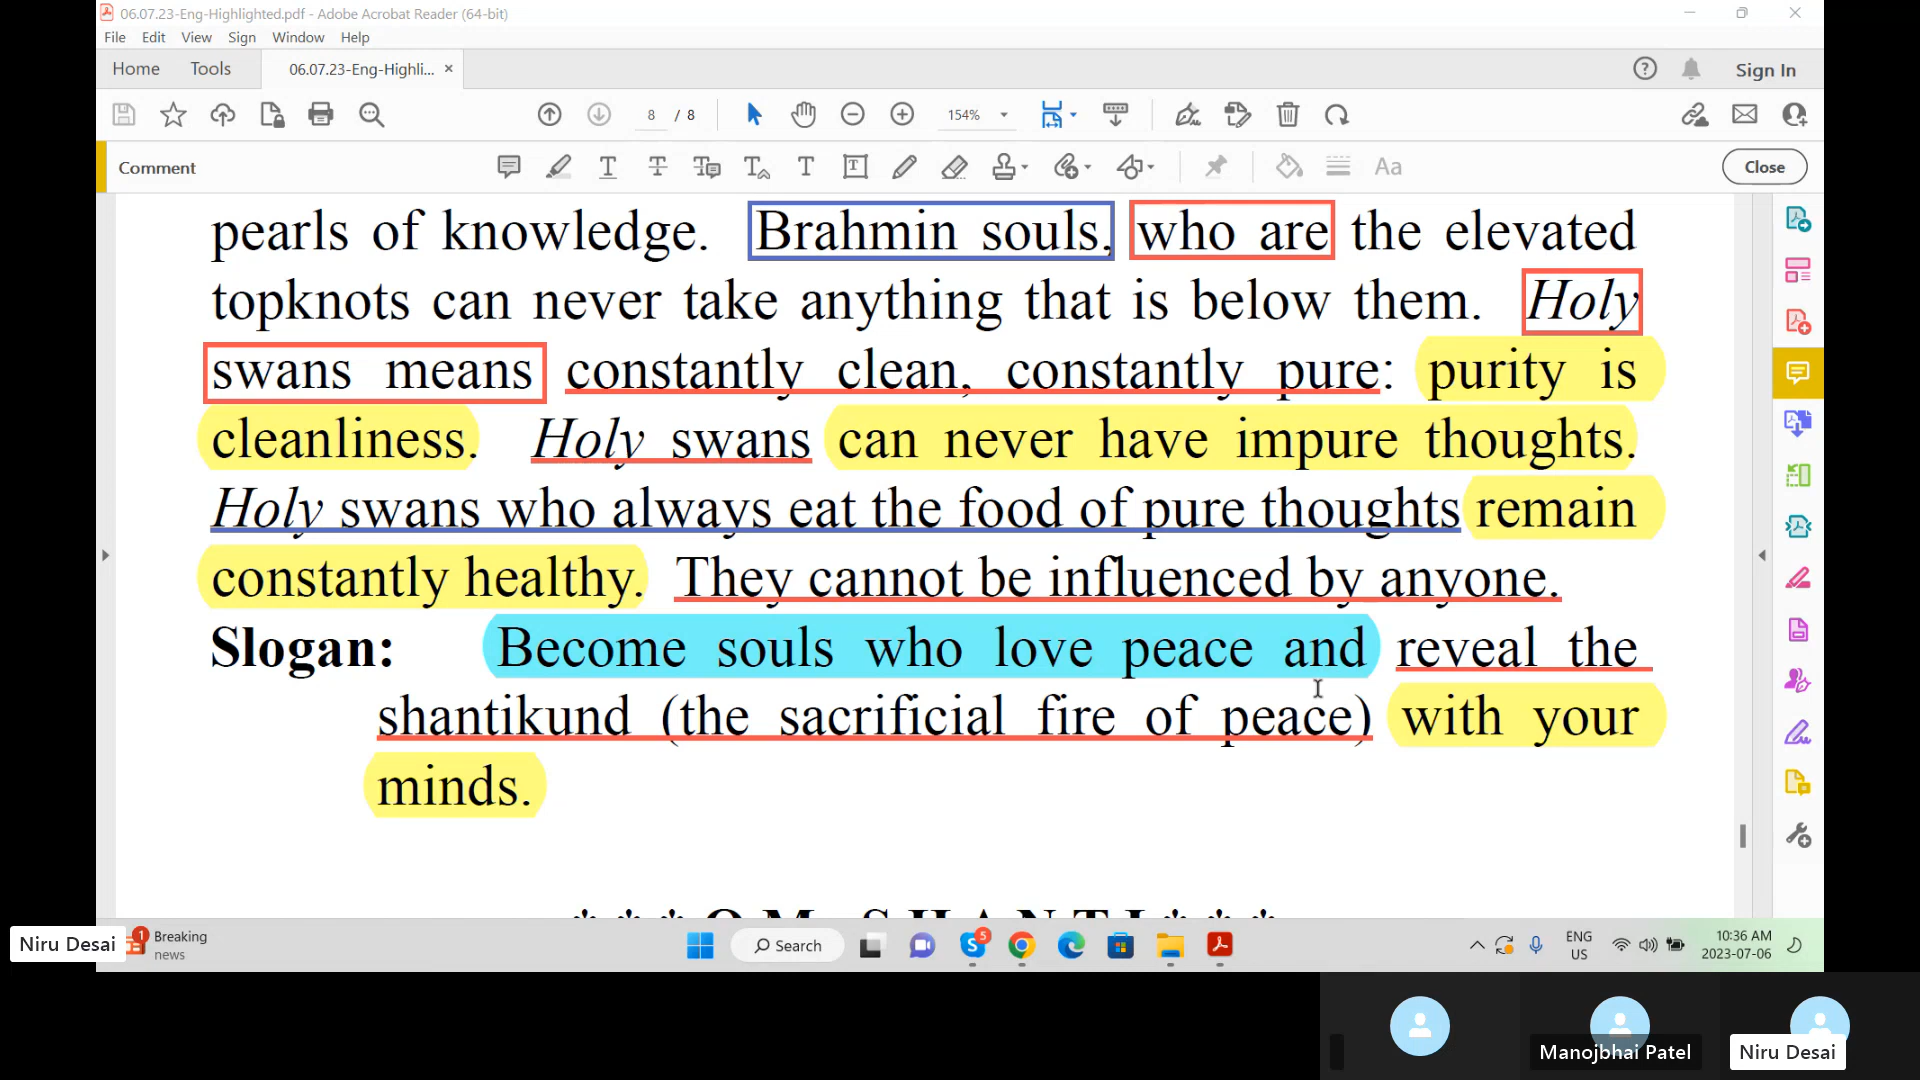 06.07.23-Eng-Highlighted.pdf - Adobe Acrobat Reader (64-bit)
File Edit View Sign Window Help
Home Tools 06.07.23-Eng-Highli... × Sign In
8 / 8 154%
Comment Close
pearls of knowledge. Brahmin souls, who are the elevated
topknots can never take anything that is below them. Holy
swans means constantly clean, constantly pure: purity is
cleanliness. Holy swans can never have impure thoughts.
Holy swans who always eat the food of pure thoughts remain
constantly healthy. They cannot be influenced by anyone.
Slogan: Become souls who love peace and reveal the
shantikund (the sacrificial fire of peace) with your
minds.
***OM SHANTI***
Niru Desai
1 Breaking
news
Search
5
ENG
US
10:36 AM
2023-07-06
Manojbhai Patel
Niru Desai